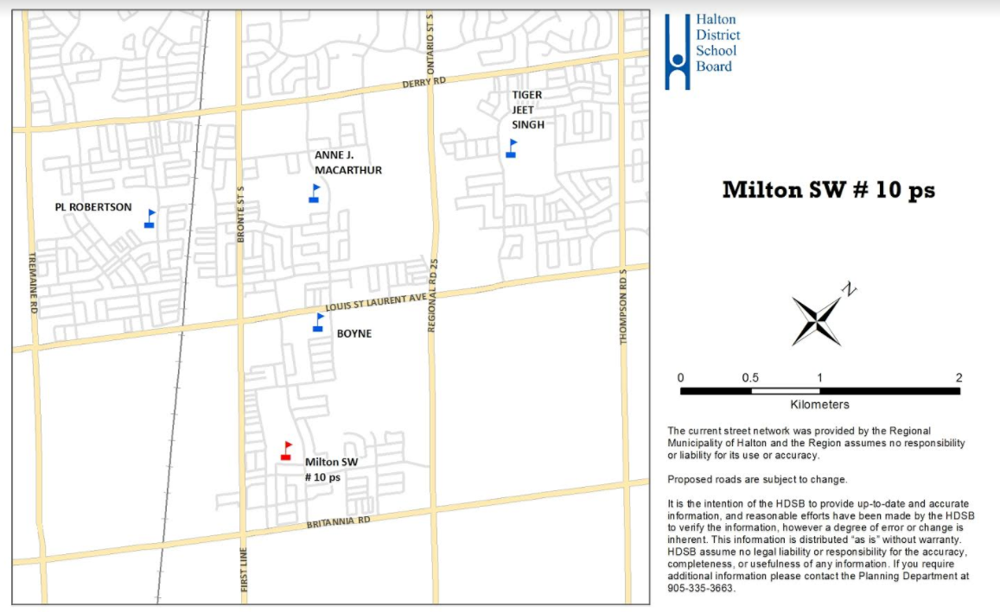 ONTARIO ST S
DERRY RD
TIGER
JEET
SINGH
ANNE J.
MACARTHUR
PL ROBERTSON
BRONTE ST S
TREMAINE RD
REGIONAL RD 25
THOMPSON RD S
LOUIS ST LAURENT AVE
BOYNE
Milton SW
# 10 ps
BRITANNIA RD
FIRST LINE
Halton
District
School
Board
Milton SW # 10 ps
N
0 0.5 1 2
Kilometers
The current street network was provided by the Regional
Municipality of Halton and the Region assumes no responsibility
or liability for its use or accuracy.
Proposed roads are subject to change.
It is the intention of the HDSB to provide up-to-date and accurate
information, and reasonable efforts have been made by the HDSB
to verify the information, however a degree of error or change is
inherent. This information is distributed “as is” without warranty.
HDSB assume no legal liability or responsibility for the accuracy,
completeness, or usefulness of any information. If you require
additional information please contact the Planning Department at
905-335-3663.